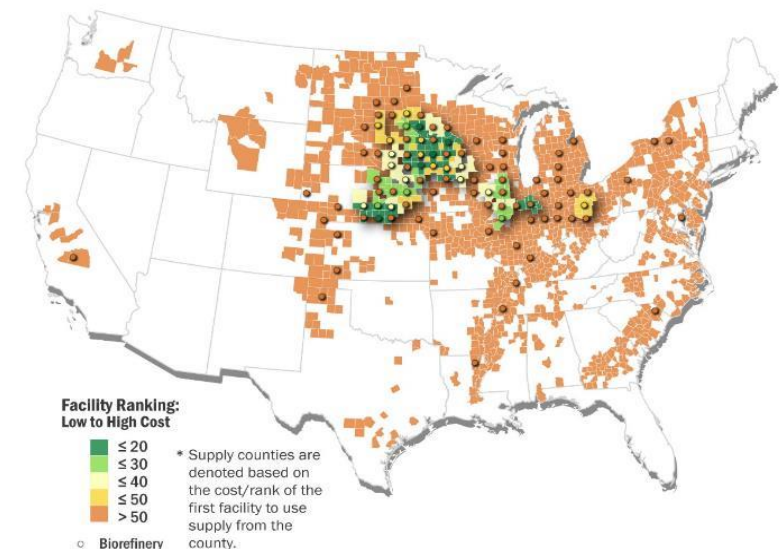 Facility Ranking:
Low to High Cost
≤ 20
≤ 30
≤ 40
≤ 50
> 50
Biorefinery
* Supply counties are
denoted based on
the cost/rank of the
first facility to use
supply from the
county.